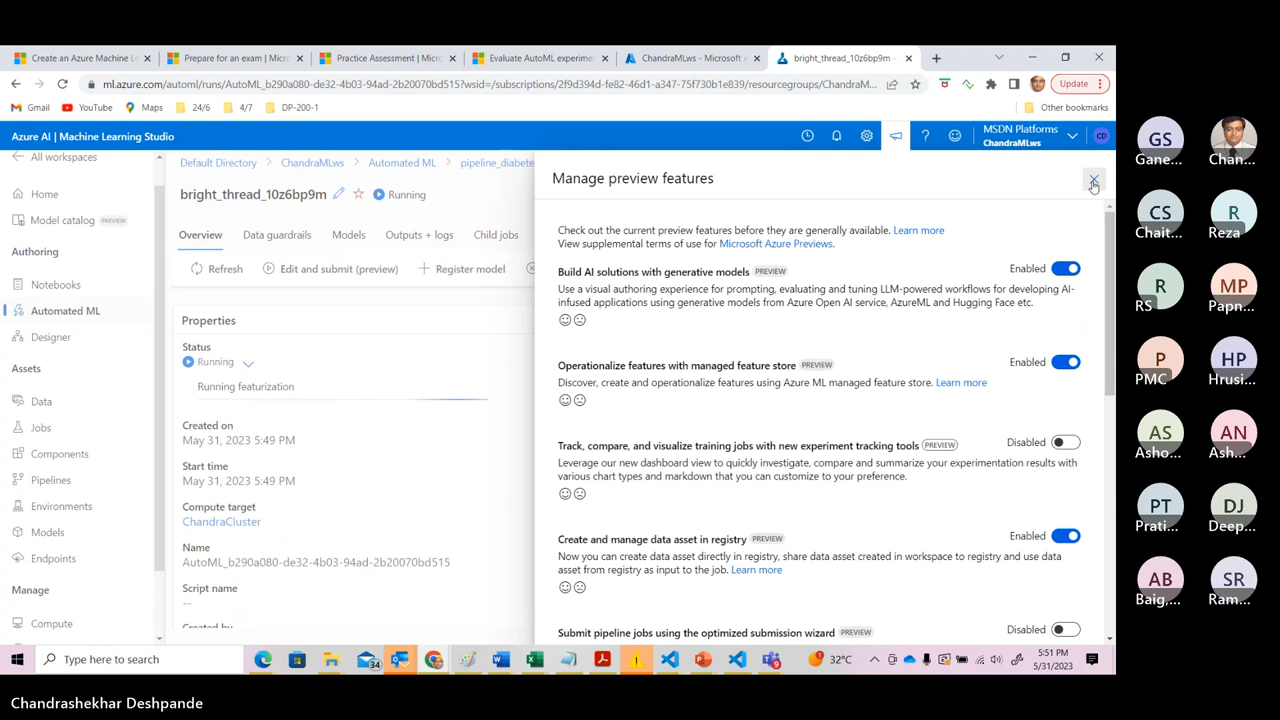 Create an Azure Machine L
Prepare for an exam | Micro
Practice Assessment | Micro
Evaluate AutoML experime
ChandraMLws - Microsoft A
bright_thread_10z6bp9m -
ml.azure.com/automl/runs/AutoML_b290a080-de32-4b03-94ad-2b20070bd515?wsid=/subscriptions/2f9d394d-fe82-46d1-a347-75f730b1e839/resourcegroups/ChandraM...
Update
Gmail
YouTube
Maps
24/6
4/7
DP-200-1
Other bookmarks
Azure AI | Machine Learning Studio
MSDN Platforms
ChandraMLws
CD
All workspaces
Home
Model catalog PREVIEW
Authoring
Notebooks
Automated ML
Designer
Assets
Data
Jobs
Components
Pipelines
Environments
Models
Endpoints
Manage
Compute
Default Directory > ChandraMLws > Automated ML > pipeline_diabete
bright_thread_10z6bp9m
Running
Overview
Data guardrails
Models
Outputs + logs
Child jobs
Refresh
Edit and submit (preview)
Register model
Properties
Status
Running
Running featurization
Created on
May 31, 2023 5:49 PM
Start time
May 31, 2023 5:49 PM
Compute target
ChandraCluster
Name
AutoML_b290a080-de32-4b03-94ad-2b20070bd515
Script name
--
Created by
Manage preview features
Check out the current preview features before they are generally available. Learn more
View supplemental terms of use for Microsoft Azure Previews.
Build AI solutions with generative models PREVIEW
Enabled
Use a visual authoring experience for prompting, evaluating and tuning LLM-powered workflows for developing AI-
infused applications using generative models from Azure Open AI service, AzureML and Hugging Face etc.
Operationalize features with managed feature store PREVIEW
Enabled
Discover, create and operationalize features using Azure ML managed feature store. Learn more
Track, compare, and visualize training jobs with new experiment tracking tools PREVIEW
Disabled
Leverage our new dashboard view to quickly investigate, compare and summarize your experimentation results with
various chart types and markdown that you can customize to your preference.
Create and manage data asset in registry PREVIEW
Enabled
Now you can create data asset directly in registry, share data asset created in workspace to registry and use data
asset from registry as input to the job. Learn more
Submit pipeline jobs using the optimized submission wizard PREVIEW
Disabled
Type here to search
34
9
32°C
5:51 PM
5/31/2023
GS
Gane...
Chan...
CS
Chait...
R
Reza
R
RS
MP
Papn...
P
PMC
HP
Hrusi...
AS
Asho...
AN
Ash...
PT
Prati...
DJ
Deep...
AB
Baig,...
SR
Ram...
Chandrashekhar Deshpande